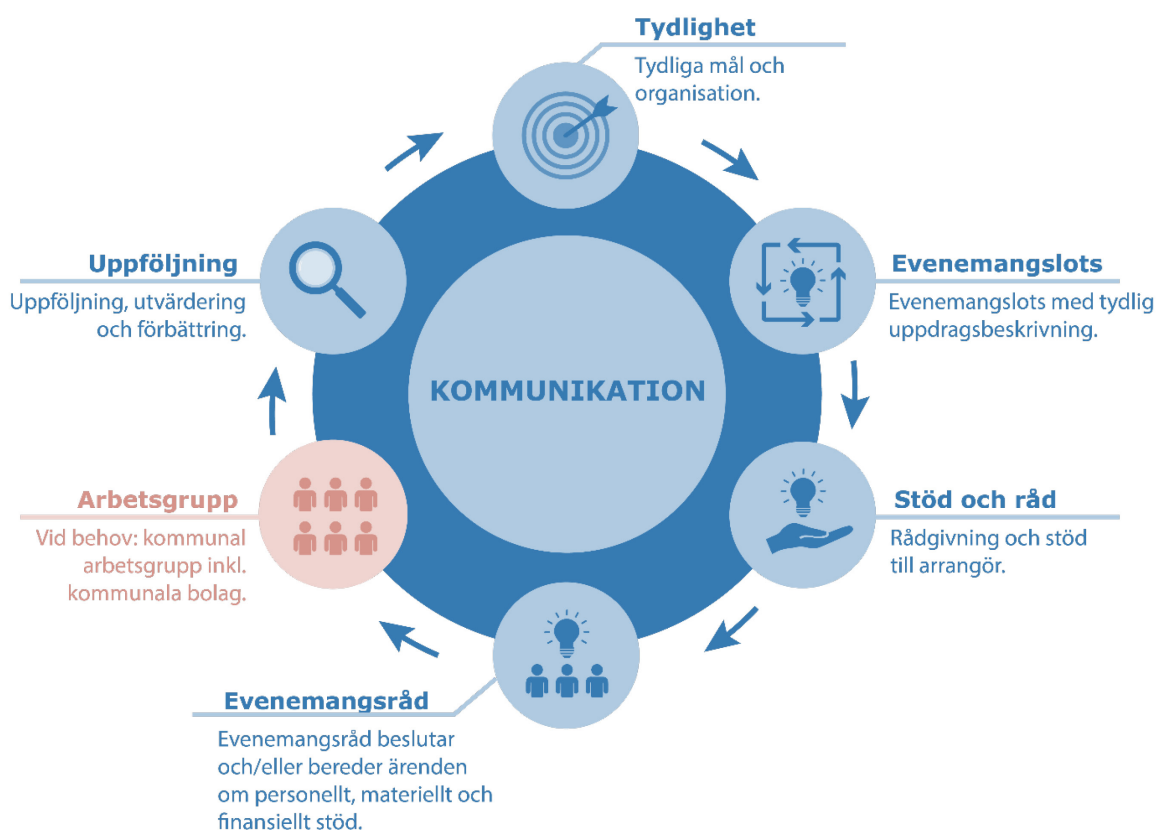 Tydlighet
Tydliga mål och
organisation.
Evenemangslots
Evenemangslots med tydlig
uppdragsbeskrivning.
Stöd och råd
Rådgivning och stöd
till arrangör.
Evenemangsråd
Evenemangsråd beslutar
och/eller bereder ärenden
om personellt, materiellt och
finansiellt stöd.
Arbetsgrupp
Vid behov: kommunal
arbetsgrupp inkl.
kommunala bolag.
Uppföljning
Uppföljning, utvärdering
och förbättring.
KOMMUNIKATION